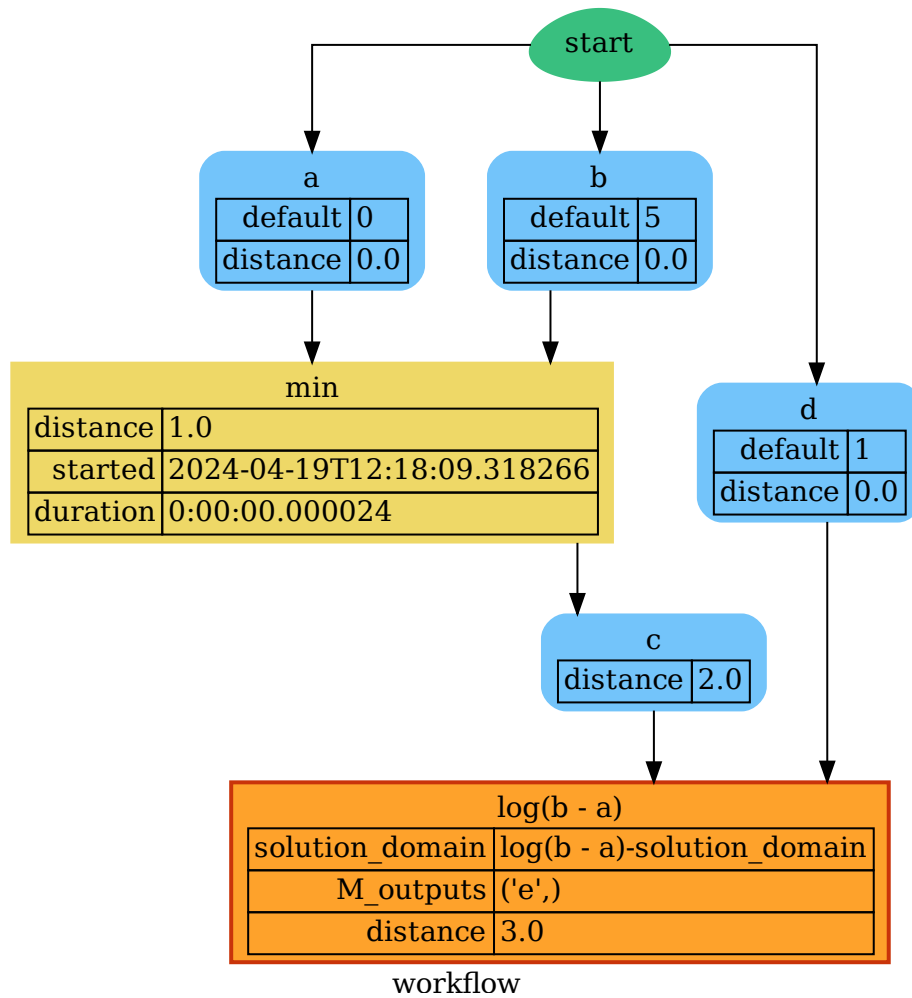 start
a
default 0
distance 0.0
b
default 5
distance 0.0
min
distance 1.0
started 2024-04-19T12:18:09.318266
duration 0:00:00.000024
d
default 1
distance 0.0
c
distance 2.0
log(b - a)
solution_domain log(b - a)-solution_domain
M_outputs ('e',)
distance 3.0
workflow